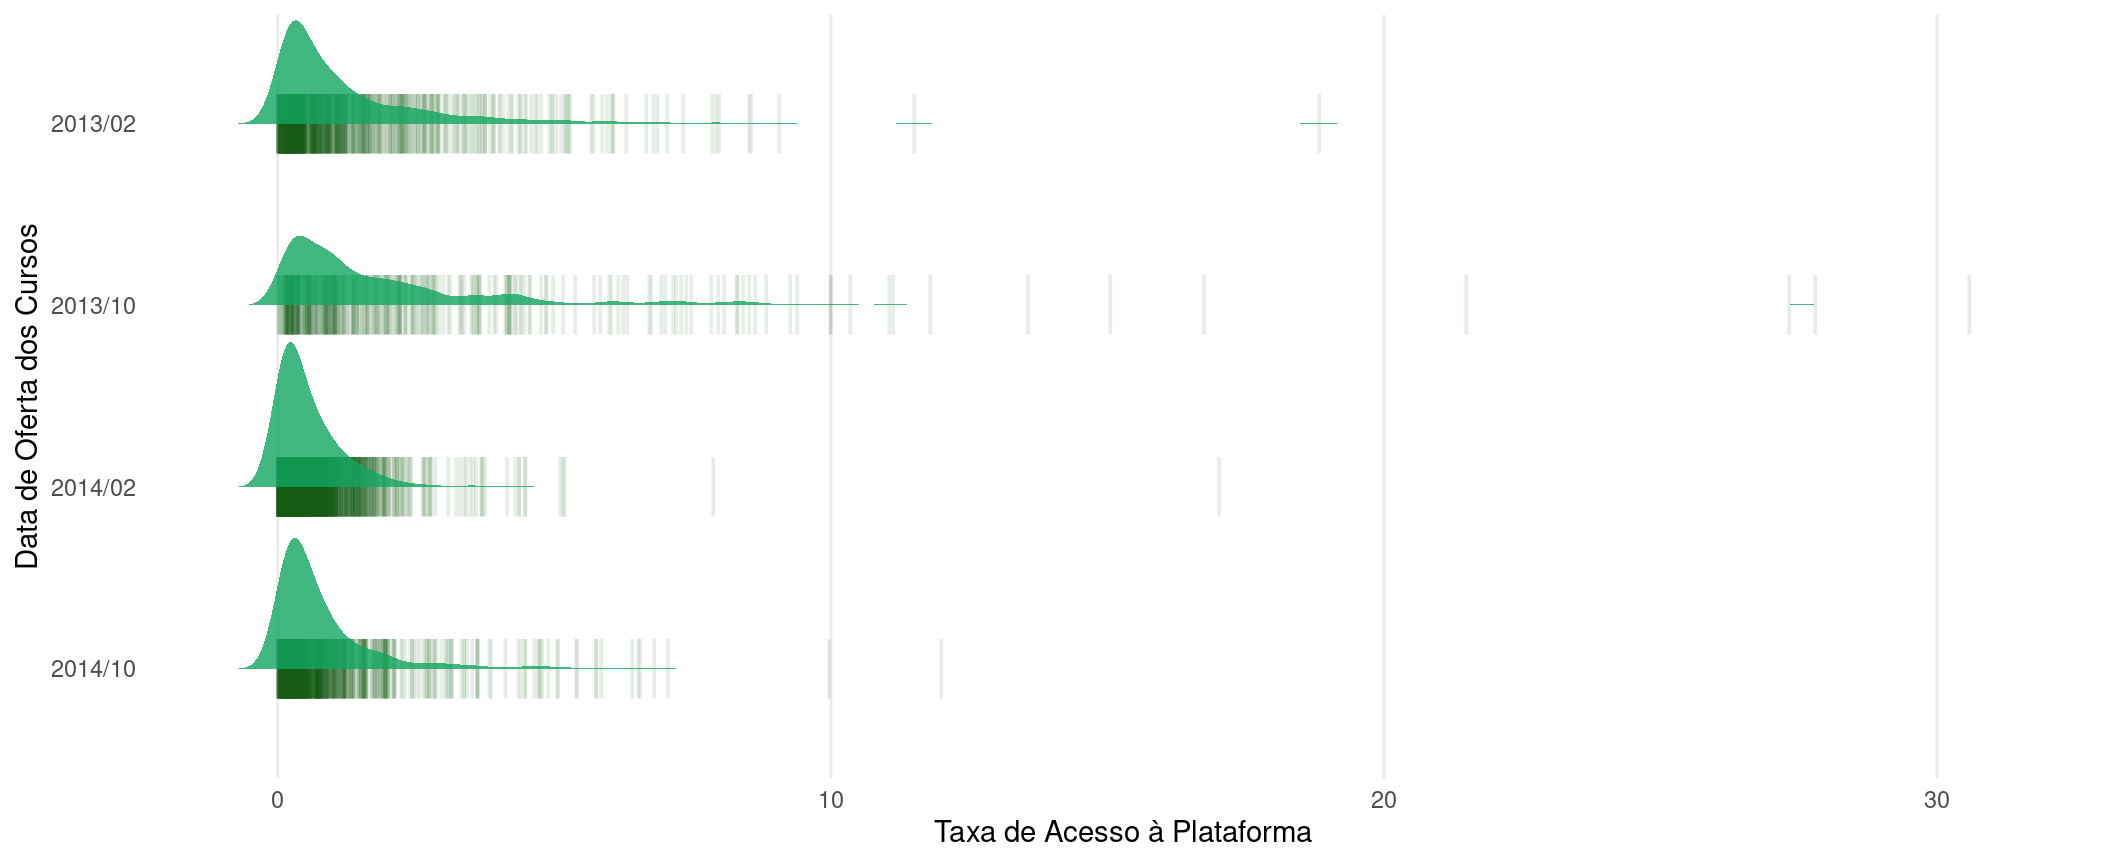 Data de Oferta dos Cursos
2013/02
2013/10
2014/02
2014/10
0 10 20 30
Taxa de Acesso à Plataforma